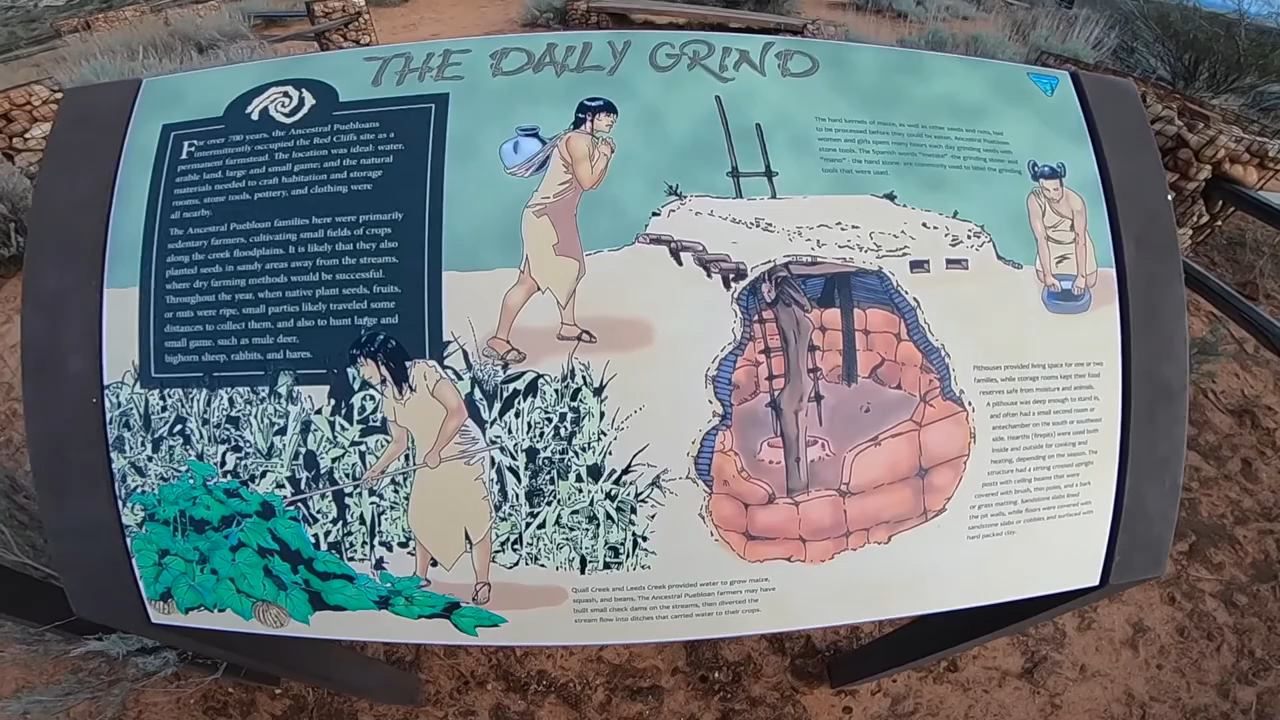 THE DAILY GRIND
For over 700 years, the Ancestral Puebloans
intermittently occupied the Red Cliffs site as a
permanent farmstead. The location was ideal: water,
arable land, large and small game; and the natural
materials needed to craft habitation and storage
rooms, stone tools, pottery, and clothing were
all nearby.
The Ancestral Puebloan families here were primarily
sedentary farmers, cultivating small fields of crops
along the creek floodplains. It is likely that they also
planted seeds in sandy areas away from the streams,
where dry farming methods would be successful.
Throughout the year, when native plant seeds, fruits,
or nuts were ripe, small parties likely traveled some
distances to collect them, and also to hunt large and
small game, such as mule deer,
bighorn sheep, rabbits, and hares.
The hard kernels of maize, as well as other seeds and nuts, had
to be processed before they could be eaten. Ancestral Puebloan
women and girls spent many hours each day grinding seeds with
stone tools. The Spanish words "metate" - the grinding stone- and
"mano" - the hand stone- are commonly used to label the grinding
tools that were used.
Pithouses provided living space for one or two
families, while storage rooms kept their food
reserves safe from moisture and animals.
A pithouse was deep enough to stand in,
and often had a small second room or
antechamber on the south or southeast
side. Hearths (firepits) were used both
inside and outside for cooking and
heating, depending on the season. The
structure had 4 strong crotched upright
posts with ceiling beams that were
covered with brush, thin poles, and a bark
or grass matting. Sandstone slabs lined
the pit walls, while floors were covered with
sandstone slabs or cobbles and surfaced with
hard packed clay.
Quail Creek and Leeds Creek provided water to grow maize,
squash, and beans. The Ancestral Puebloan farmers may have
built small check dams on the streams, then diverted the
stream flow into ditches that carried water to their crops.